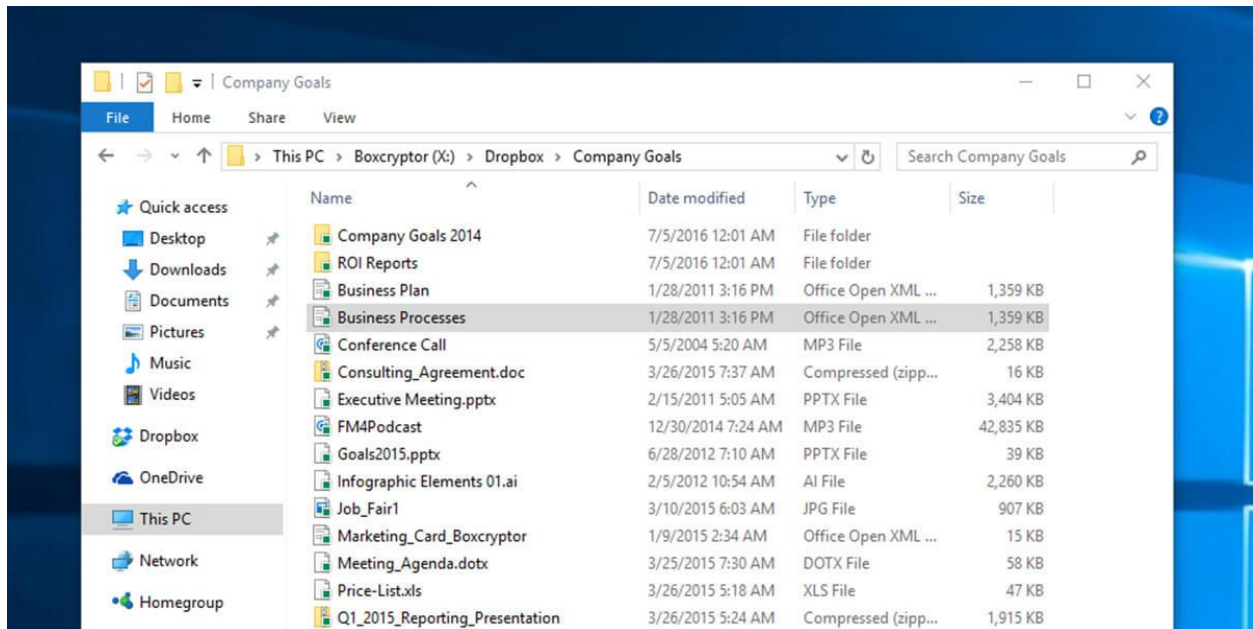 Company Goals
File Home Share View
This PC > Boxcryptor (X:) > Dropbox > Company Goals Search Company Goals
Name Date modified Type Size
Quick access
Desktop
Downloads
Documents
Pictures
Music
Videos
Dropbox
OneDrive
This PC
Network
Homegroup
Company Goals 2014 7/5/2016 12:01 AM File folder
ROI Reports 7/5/2016 12:01 AM File folder
Business Plan 1/28/2011 3:16 PM Office Open XML ... 1,359 KB
Business Processes 1/28/2011 3:16 PM Office Open XML ... 1,359 KB
Conference Call 5/5/2004 5:20 AM MP3 File 2,258 KB
Consulting_Agreement.doc 3/26/2015 7:37 AM Compressed (zipp... 16 KB
Executive Meeting.pptx 2/15/2011 5:05 AM PPTX File 3,404 KB
FM4Podcast 12/30/2014 7:24 AM MP3 File 42,835 KB
Goals2015.pptx 6/28/2012 7:10 AM PPTX File 39 KB
Infographic Elements 01.ai 2/5/2012 10:54 AM AI File 2,260 KB
Job_Fair1 3/10/2015 6:03 AM JPG File 907 KB
Marketing_Card_Boxcryptor 1/9/2015 2:34 AM Office Open XML ... 15 KB
Meeting_Agenda.dotx 3/25/2015 7:30 AM DOTX File 58 KB
Price-List.xls 3/26/2015 5:18 AM XLS File 47 KB
Q1_2015_Reporting_Presentation 3/26/2015 5:24 AM Compressed (zipp... 1,915 KB